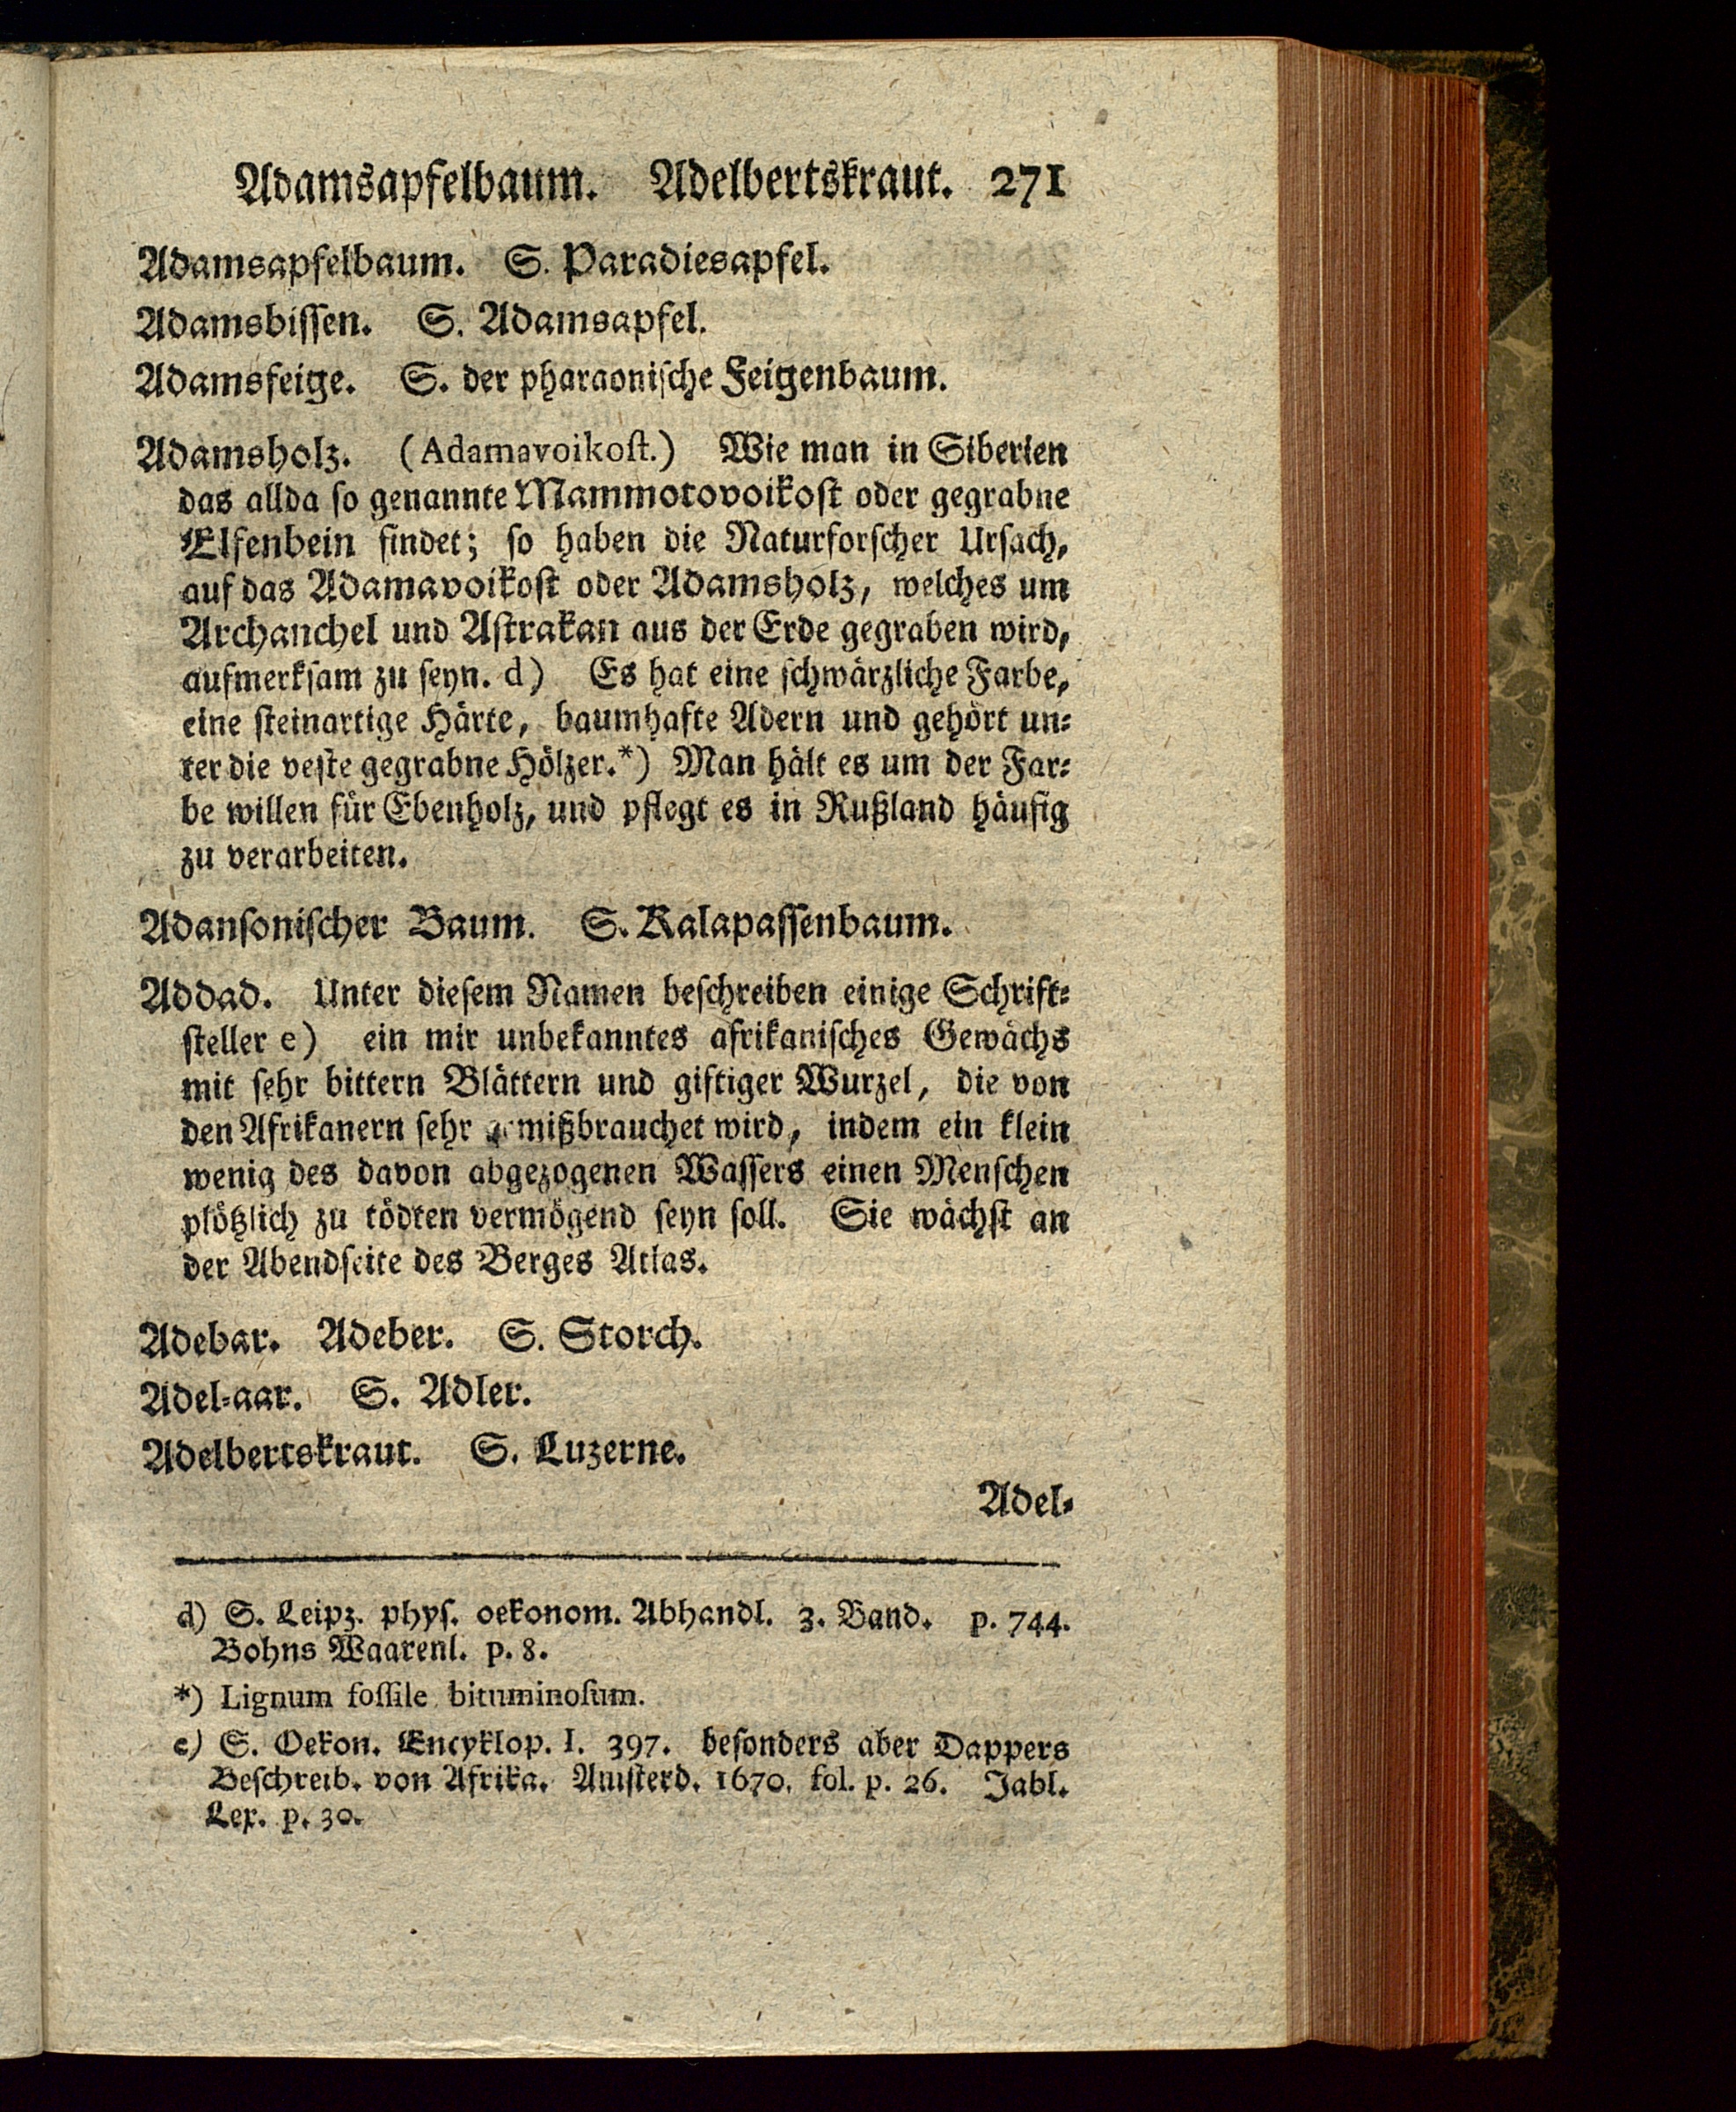 Adamsapfelbaum. Adelbertskraut. 271
Adamsapfelbaum. S. Paradiesapfel.
Adamsbiſſen. S. Adamsapfel.
Adamsfeige. S. der pharaoniſche Feigenbaum.
Adamsholz. (Adamavoikoſt.) Wie man in Siberien
das allda ſo genannte Mammotovoikoſt oder gegrabne
Elfenbein findet; ſo haben die Naturforſcher Urſach,
auf das Adamavoikoſt oder Adamsholz, welches um
Archanchel und Aſtrakan aus der Erde gegraben wird,
aufmerkſam zu ſeyn. d) Es hat eine ſchwärzliche Farbe,
eine ſteinartige Härte, baumhafte Adern und gehört un⸗
ter die veſte gegrabne Hölzer.*) Man hält es um der Far⸗
be willen für Ebenholz, und pflegt es in Rußland häufig
zu verarbeiten.
Adanſoniſcher Baum. S. Kalapaſſenbaum.
Addad. Unter dieſem Namen beſchreiben einige Schrift⸗
ſteller e) ein mir unbekanntes afrikaniſches Gewächs
mit ſehr bittern Blättern und giftiger Wurzel, die von
den Afrikanern ſehr gemißbrauchet wird, indem ein klein
wenig des davon abgezogenen Waſſers einen Menſchen
plötzlich zu tödten vermögend ſeyn ſoll. Sie wächſt an
der Abendſeite des Berges Atlas.
Adebar. Adeber. S. Storch.
Adel⸗aar. S. Adler.
Adelbertskraut. S. Luzerne.
Adel⸗
d) S. Leipz. phyſ. oekonom. Abhandl. 3. Band. p. 744.
Bohns Waarenl. p. 8.
*) Lignum foſſile bituminoſum.
e) S. Oekon. Encyklop. I. 397. beſonders aber Dappers
Beſchreib. von Afrika. Amſterd. 1670. fol. p. 26. Jabl.
Lex. p. 30.